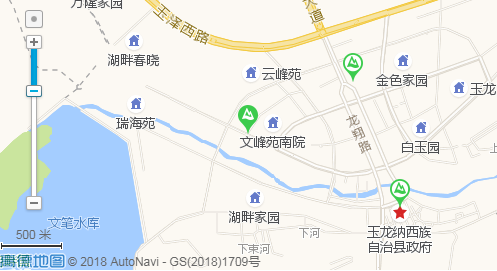 万隆家园
玉泽西路
大道
湖畔春晓
云峰苑
金色家园
玉龙
瑞海苑
龙翔路
文峰苑南院
白玉园
上
文笔水库
湖畔家园
下束河
下河
玉龙纳西族
自治县政府
500 米
高德地图 © 2018 AutoNavi - GS(2018)1709号